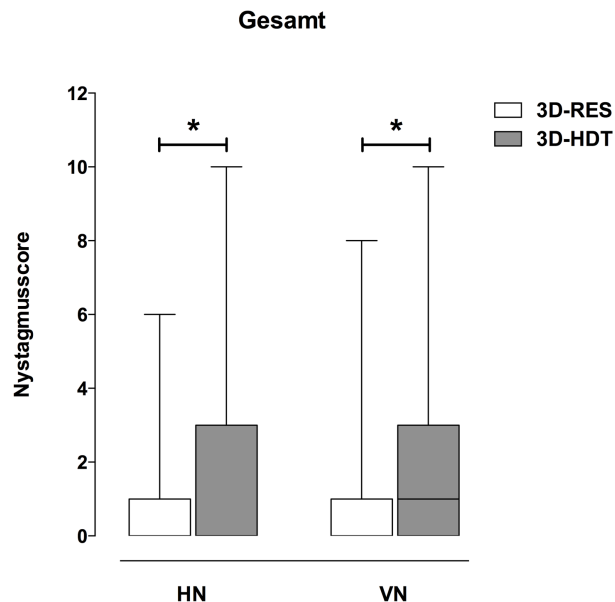 Gesamt
3D-RES
3D-HDT
*
*
Nystagmusscore
12
10
8
6
4
2
0
HN
VN